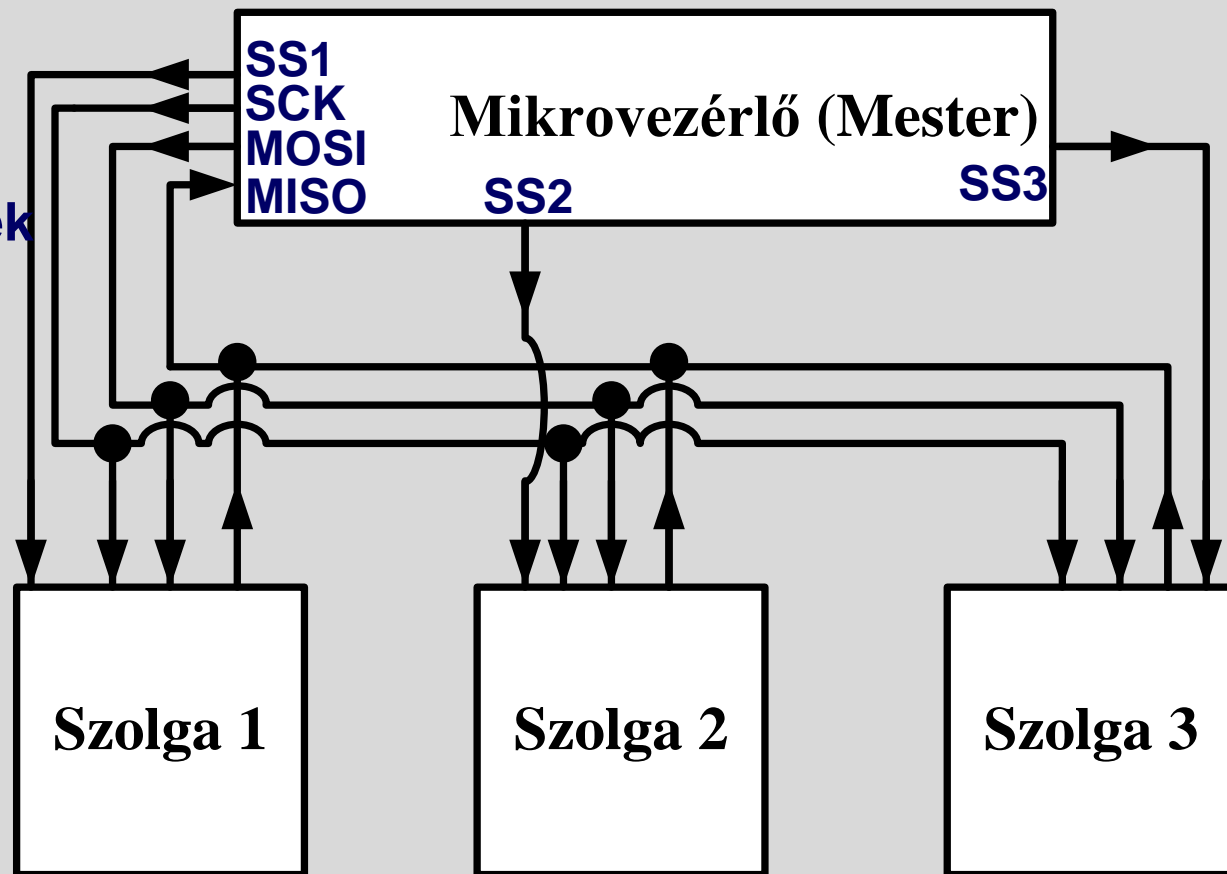 SS1
SCK
MOSI
MISO
Mikrovezérlő (Mester)
SS2
SS3
Szolga 1
Szolga 2
Szolga 3